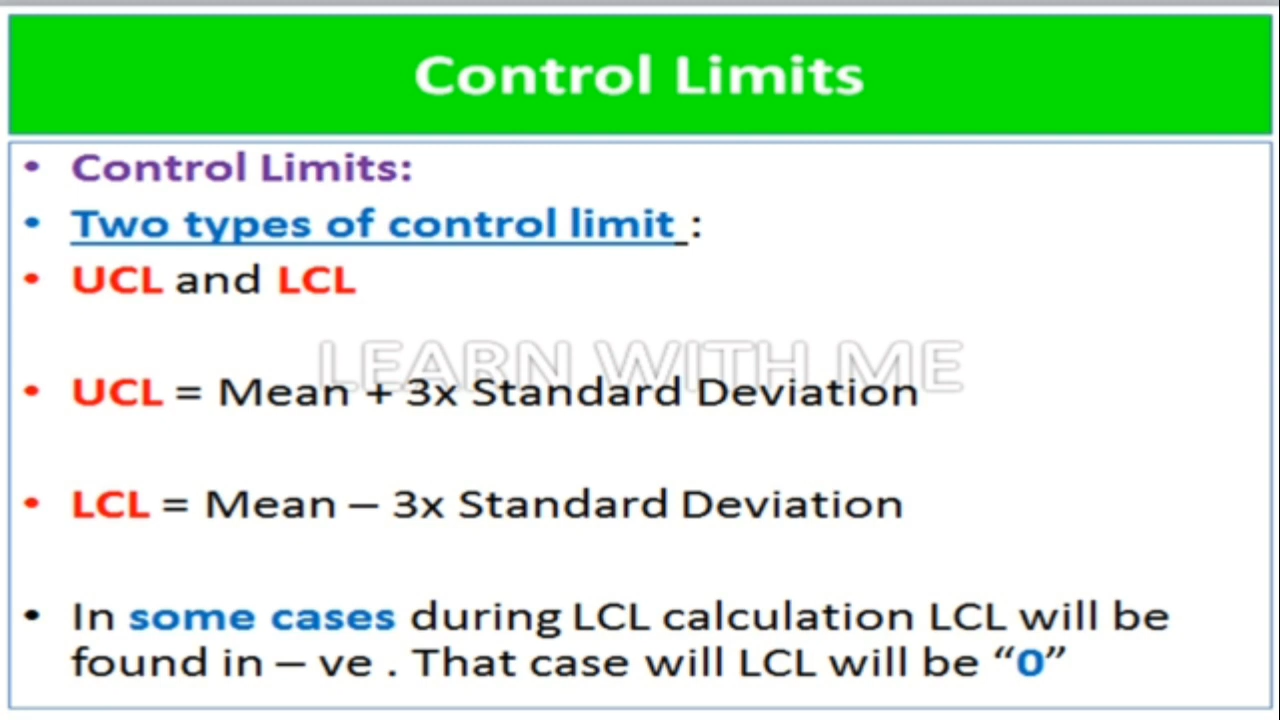 Control Limits
• Control Limits:
• Two types of control limit :
• UCL and LCL
LEARN WITH ME
• UCL = Mean + 3x Standard Deviation
• LCL = Mean – 3x Standard Deviation
• In some cases during LCL calculation LCL will be
found in – ve . That case will LCL will be “0”